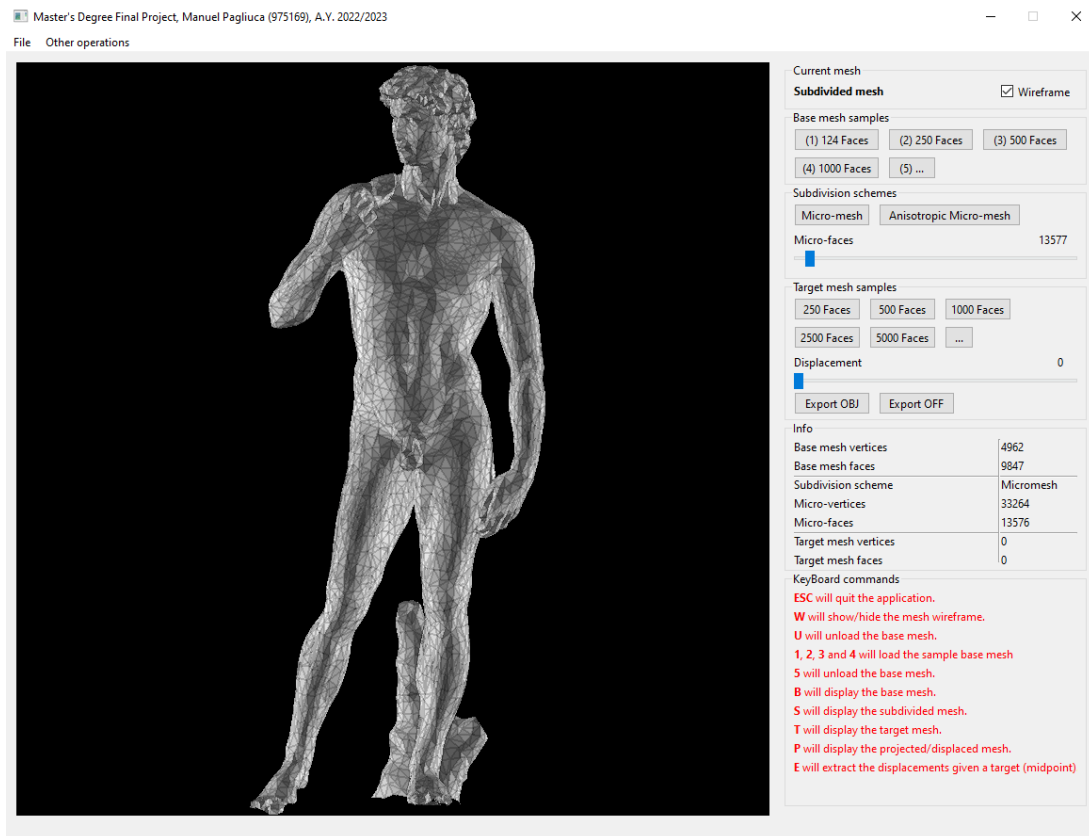 Master's Degree Final Project, Manuel Pagliuca (975169), A.Y. 2022/2023
File Other operations
Current mesh
Subdivided mesh Wireframe
Base mesh samples
(1) 124 Faces (2) 250 Faces (3) 500 Faces
(4) 1000 Faces (5) ...
Subdivision schemes
Micro-mesh Anisotropic Micro-mesh
Micro-faces 13577
Target mesh samples
250 Faces 500 Faces 1000 Faces
2500 Faces 5000 Faces ...
Displacement 0
Export OBJ Export OFF
Info
Base mesh vertices 4962
Base mesh faces 9847
Subdivision scheme Micromesh
Micro-vertices 33264
Micro-faces 13576
Target mesh vertices 0
Target mesh faces 0
KeyBoard commands
ESC will quit the application.
W will show/hide the mesh wireframe.
U will unload the base mesh.
1, 2, 3 and 4 will load the sample base mesh
5 will unload the base mesh.
B will display the base mesh.
S will display the subdivided mesh.
T will display the target mesh.
P will display the projected/displaced mesh.
E will extract the displacements given a target (midpoint)